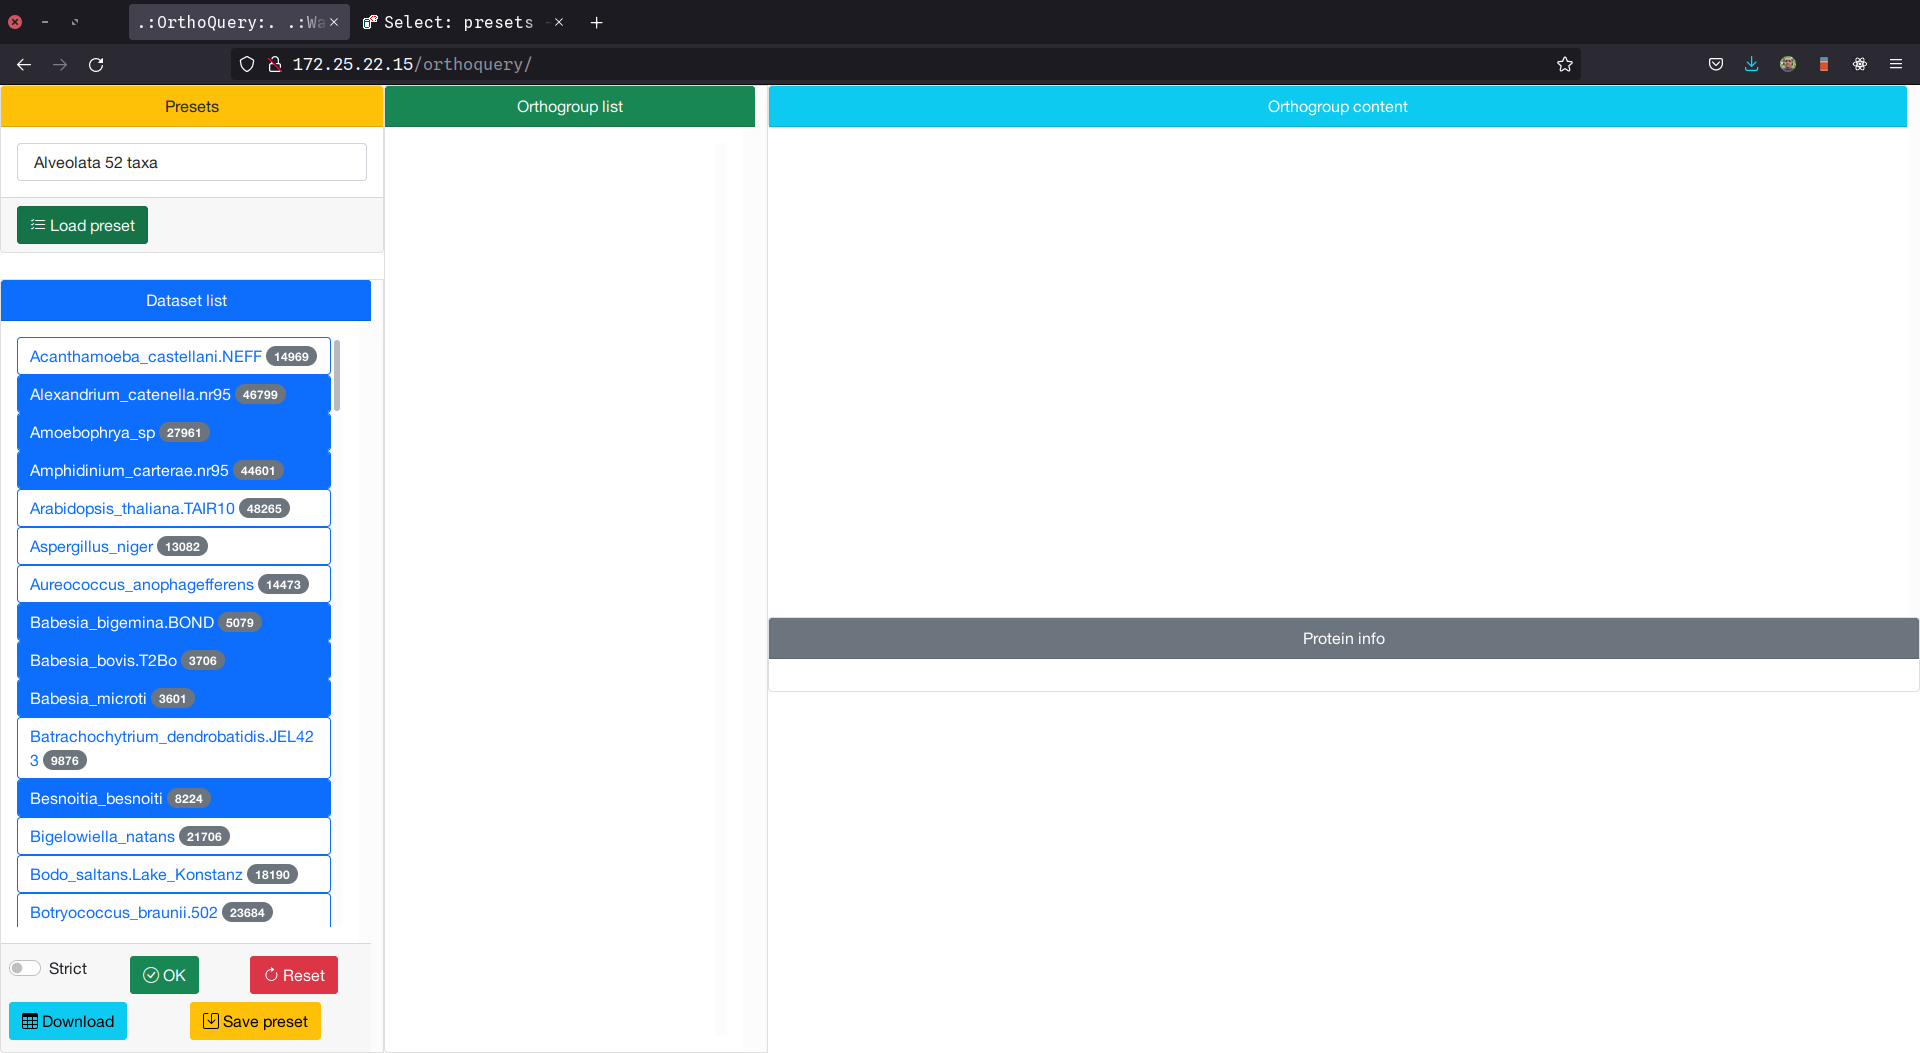 .:OrthoQuery:. .:Wa
Select: presets
172.25.22.15/orthoquery/
Presets
Orthogroup list
Orthogroup content
Alveolata 52 taxa
Load preset
Dataset list
Acanthamoeba_castellani.NEFF 14969
Alexandrium_catenella.nr95 46799
Amoebophrya_sp 27961
Amphidinium_carterae.nr95 44601
Arabidopsis_thaliana.TAIR10 48265
Aspergillus_niger 13082
Aureococcus_anophagefferens 14473
Babesia_bigemina.BOND 5079
Babesia_bovis.T2Bo 3706
Babesia_microti 3601
Batrachochytrium_dendrobatidis.JEL42
3 9876
Besnoitia_besnoiti 8224
Bigelowiella_natans 21706
Bodo_saltans.Lake_Konstanz 18190
Botryococcus_braunii.502 23684
Protein info
Strict
OK
Reset
Download
Save preset